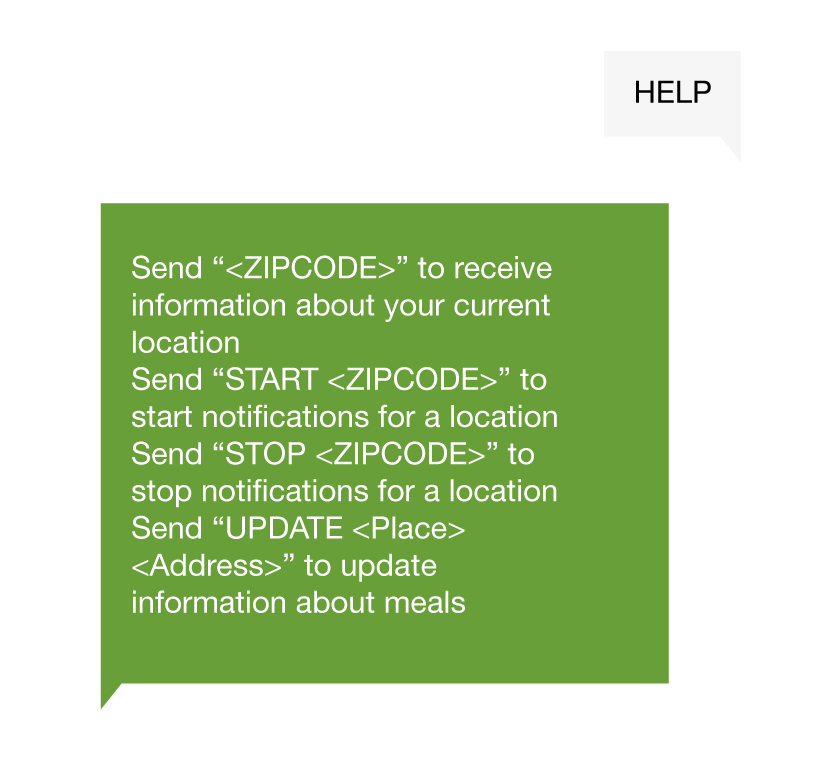 HELP
Send “<ZIPCODE>” to receive
information about your current
location
Send “START <ZIPCODE>” to
start notifications for a location
Send “STOP <ZIPCODE>” to
stop notifications for a location
Send “UPDATE <Place>
<Address>” to update
information about meals